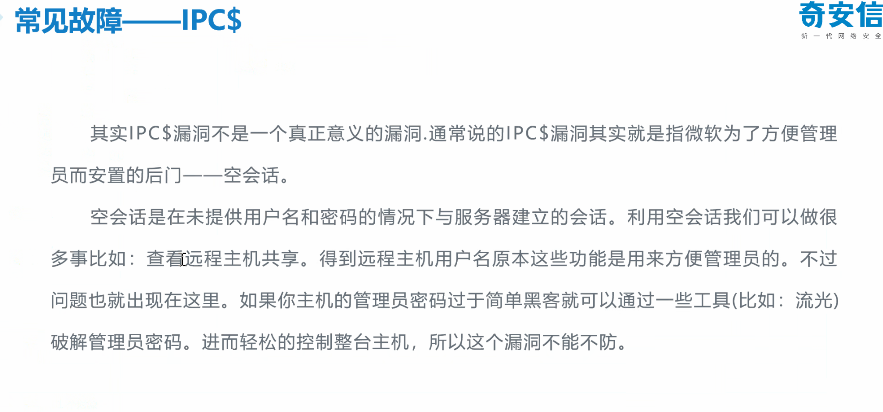 常见故障——IPC$
奇安信
新一代网络安全
其实IPC$漏洞不是一个真正意义的漏洞.通常说的IPC$漏洞其实就是指微软为了方便管理
员而安置的后门——空会话。
空会话是在未提供用户名和密码的情况下与服务器建立的会话。利用空会话我们可以做很
多事比如：查看远程主机共享。得到远程主机用户名原本这些功能是用来方便管理员的。不过
问题也就出现在这里。如果你主机的管理员密码过于简单黑客就可以通过一些工具(比如：流光)
破解管理员密码。进而轻松的控制整台主机，所以这个漏洞不能不防。